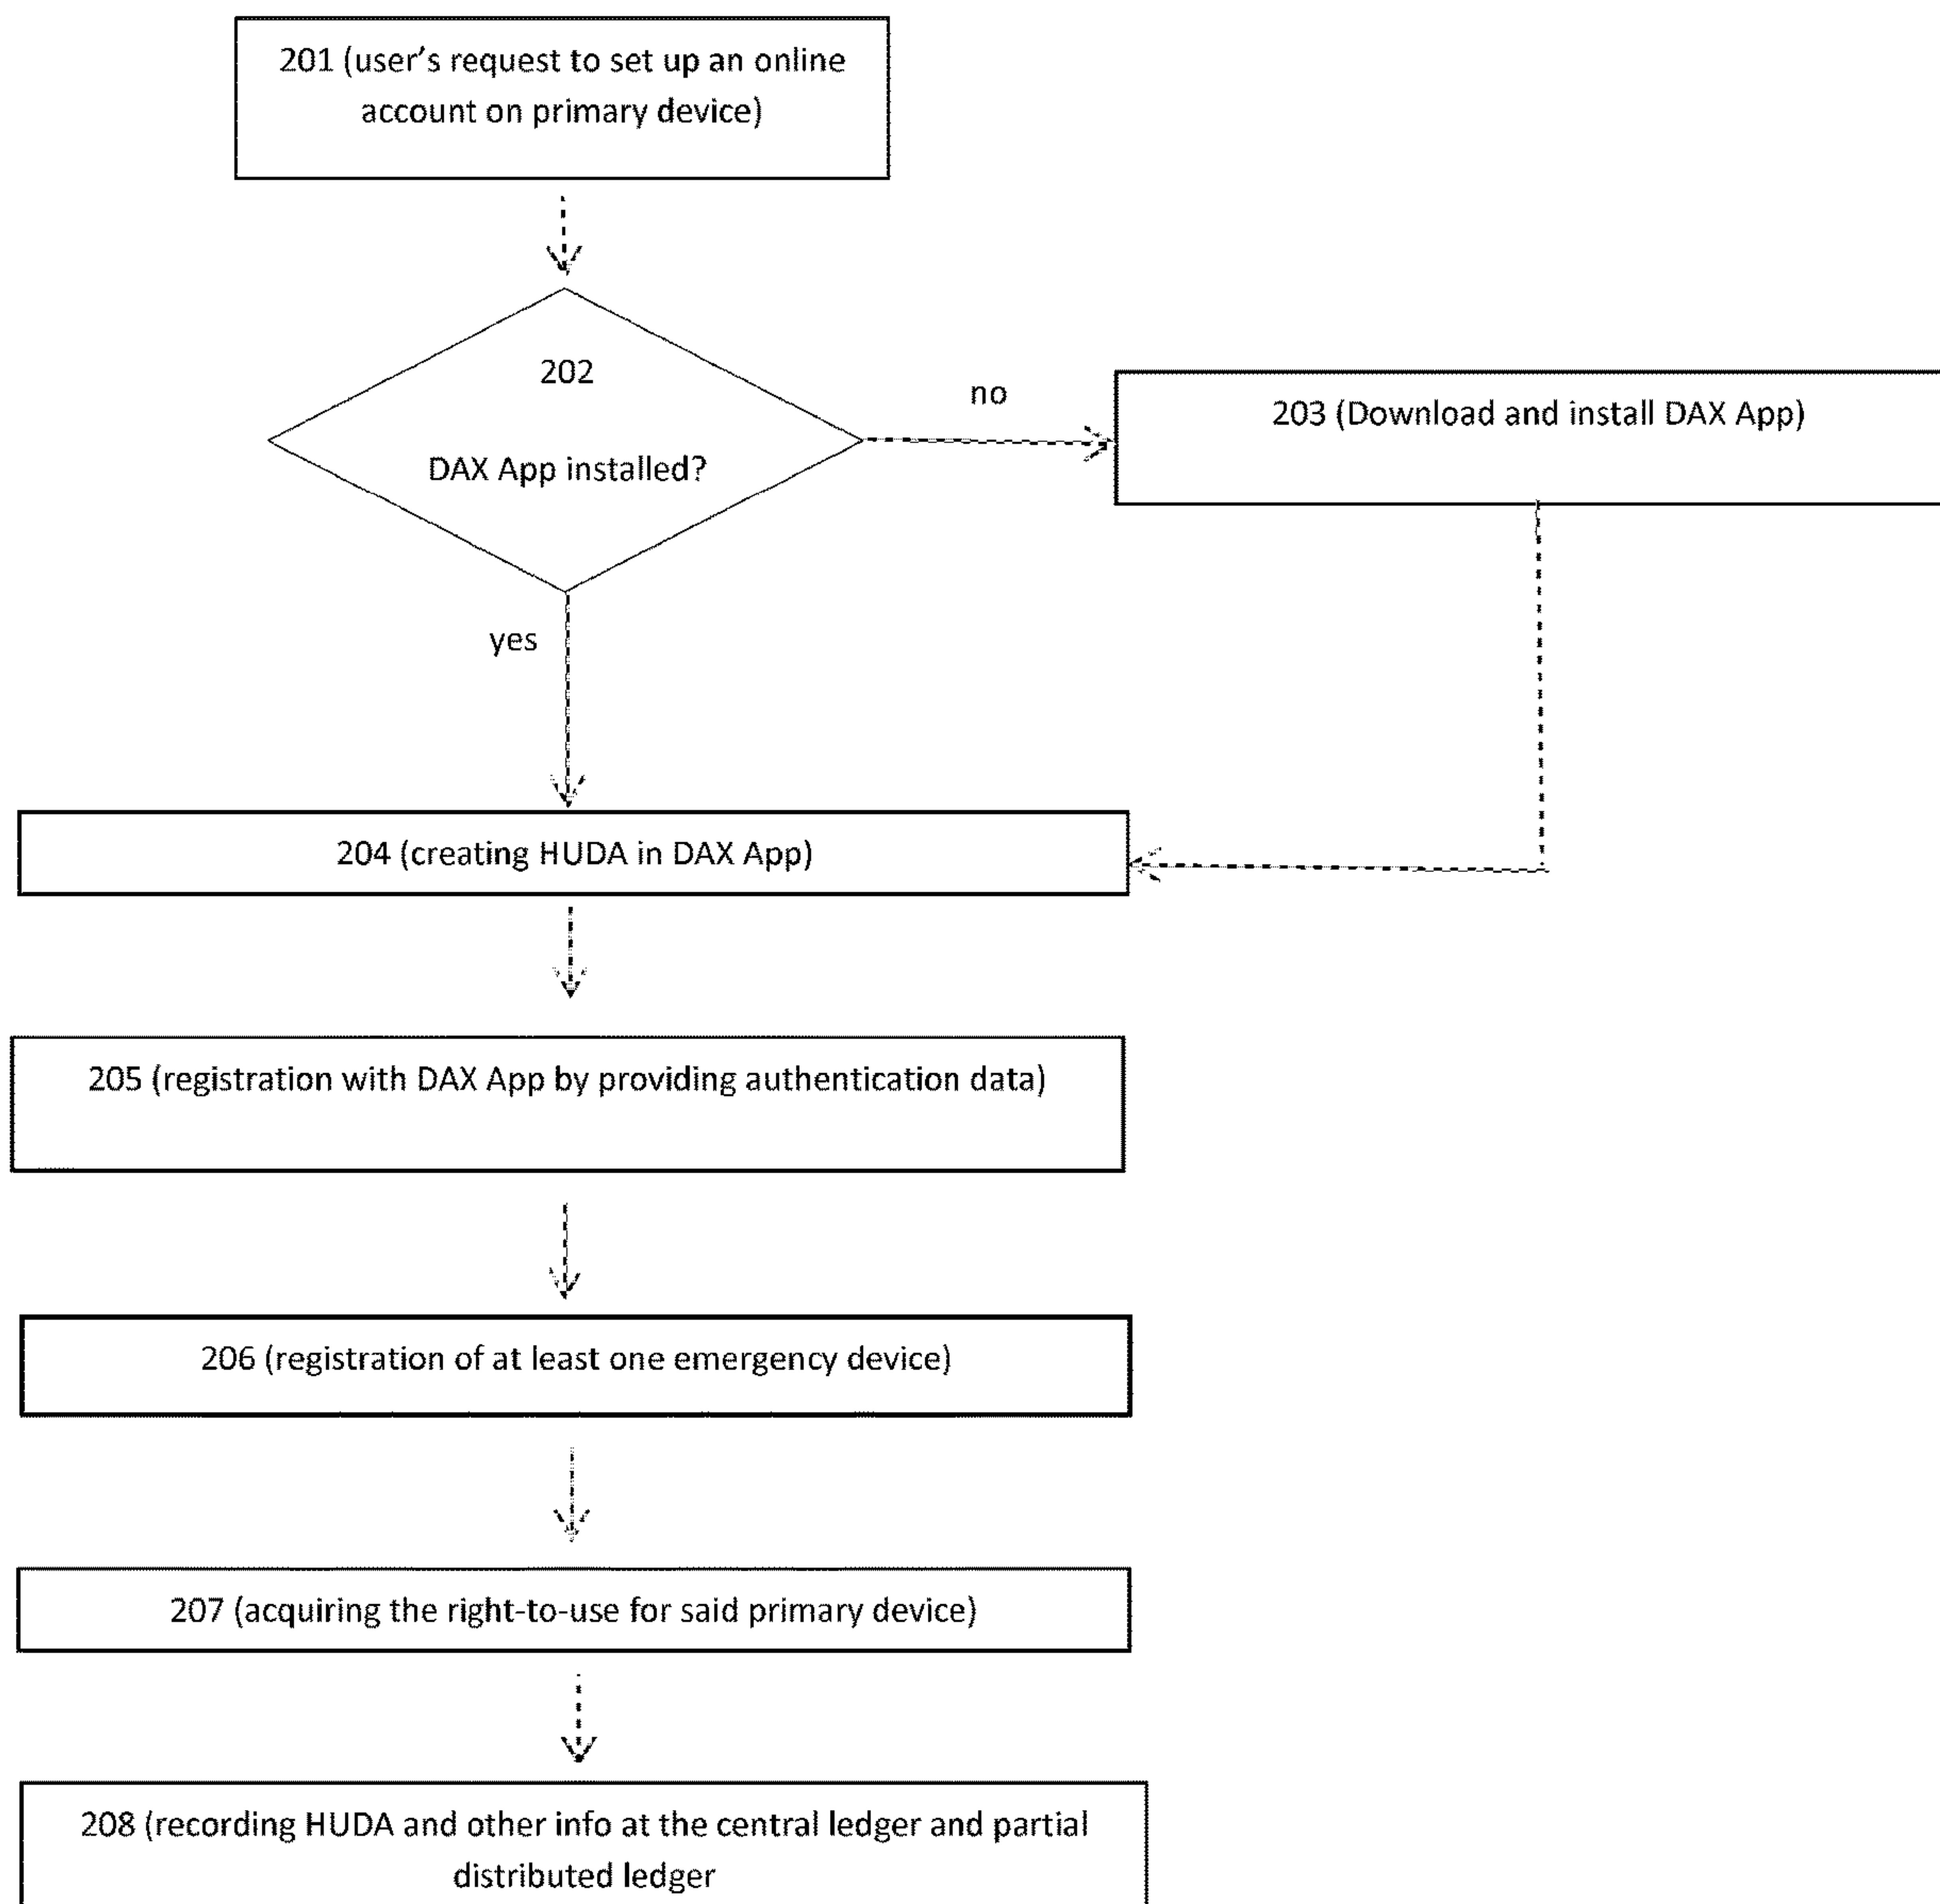 201 (user's request to set up an online
account on primary device)
202
DAX App installed?
no
203 (Download and install DAX App)
yes
204 (creating HUDA in DAX App)
205 (registration with DAX App by providing authentication data)
206 (registration of at least one emergency device)
207 (acquiring the right-to-use for said primary device)
208 (recording HUDA and other info at the central ledger and partial
distributed ledger